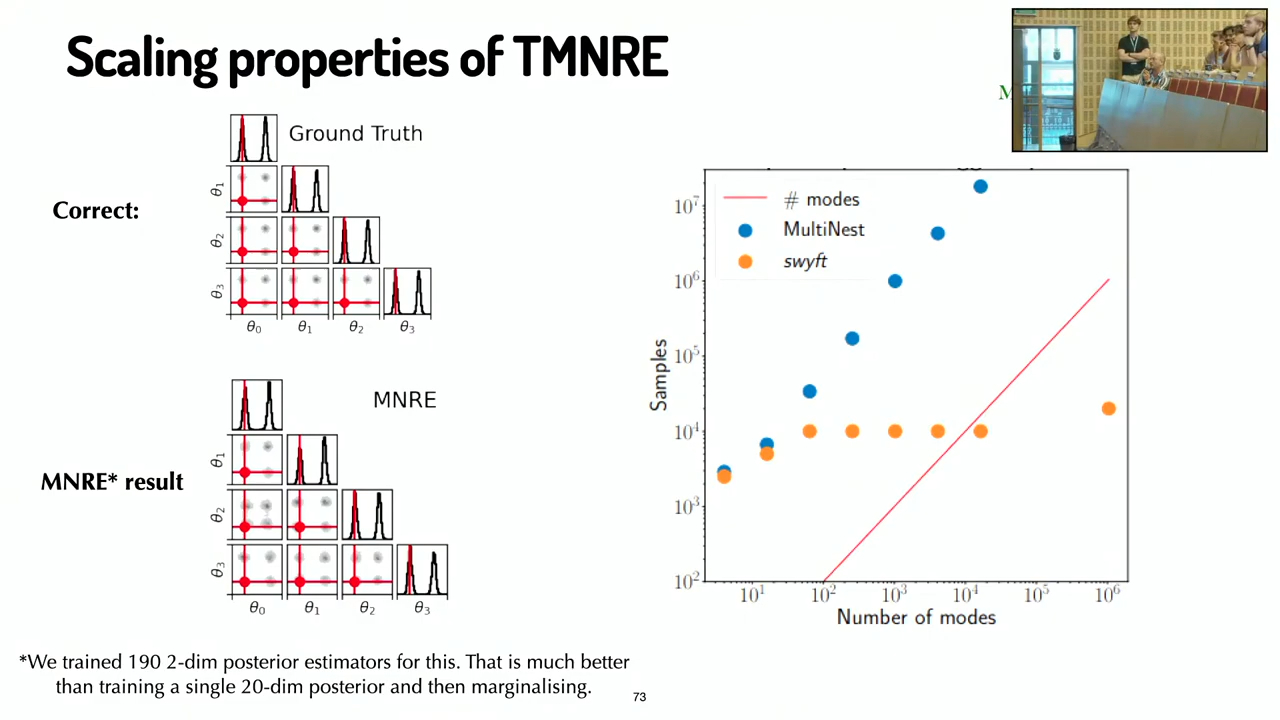 Scaling properties of TMNRE
M
Correct:
Ground Truth
θ1
θ2
θ3
θ0 θ1 θ2 θ3
MNRE* result
MNRE
θ1
θ2
θ3
θ0 θ1 θ2 θ3
# modes
MultiNest
swyft
Samples
10^7
10^6
10^5
10^4
10^3
10^2
10^1 10^2 10^3 10^4 10^5 10^6
Number of modes
*We trained 190 2-dim posterior estimators for this. That is much better
than training a single 20-dim posterior and then marginalising.
73